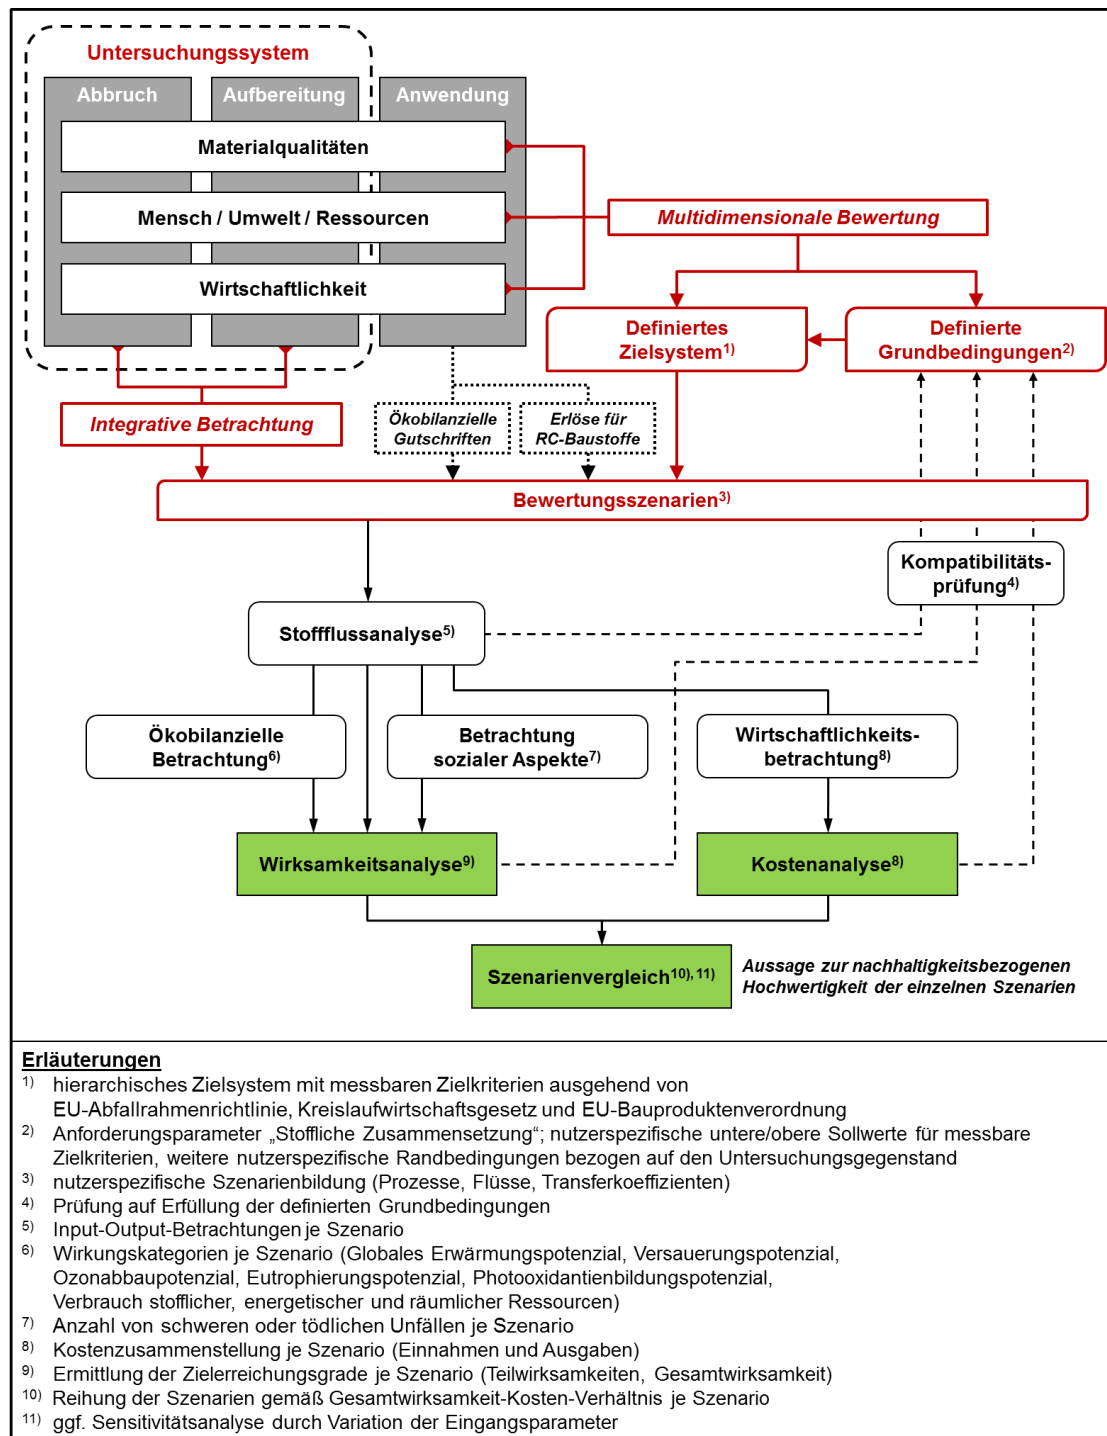 Untersuchungssystem
Abbruch
Aufbereitung
Anwendung
Materialqualitäten
Mensch / Umwelt / Ressourcen
Wirtschaftlichkeit
Multidimensionale Bewertung
Definiertes
Zielsystem1)
Definierte
Grundbedingungen2)
Integrative Betrachtung
Ökobilanzielle
Gutschriften
Erlöse für
RC-Baustoffe
Bewertungsszenarien3)
Kompatibilitäts-
prüfung4)
Stoffflussanalyse5)
Ökobilanzielle
Betrachtung6)
Betrachtung
sozialer Aspekte7)
Wirtschaftlichkeits-
betrachtung8)
Wirksamkeitsanalyse9)
Kostenanalyse8)
Szenarienvergleich10), 11)
Aussage zur nachhaltigkeitsbezogenen
Hochwertigkeit der einzelnen Szenarien
Erläuterungen
1) hierarchisches Zielsystem mit messbaren Zielkriterien ausgehend von
EU-Abfallrahmenrichtlinie, Kreislaufwirtschaftsgesetz und EU-Bauproduktenverordnung
2) Anforderungsparameter „Stoffliche Zusammensetzung“; nutzerspezifische untere/obere Sollwerte für messbare
Zielkriterien, weitere nutzerspezifische Randbedingungen bezogen auf den Untersuchungsgegenstand
3) nutzerspezifische Szenarienbildung (Prozesse, Flüsse, Transferkoeffizienten)
4) Prüfung auf Erfüllung der definierten Grundbedingungen
5) Input-Output-Betrachtungen je Szenario
6) Wirkungskategorien je Szenario (Globales Erwärmungspotenzial, Versauerungspotenzial,
Ozonabbaupotenzial, Eutrophierungspotenzial, Photooxidantienbildungspotenzial,
Verbrauch stofflicher, energetischer und räumlicher Ressourcen)
7) Anzahl von schweren oder tödlichen Unfällen je Szenario
8) Kostenzusammenstellung je Szenario (Einnahmen und Ausgaben)
9) Ermittlung der Zielerreichungsgrade je Szenario (Teilwirksamkeiten, Gesamtwirksamkeit)
10) Reihung der Szenarien gemäß Gesamtwirksamkeit-Kosten-Verhältnis je Szenario
11) ggf. Sensitivitätsanalyse durch Variation der Eingangsparameter